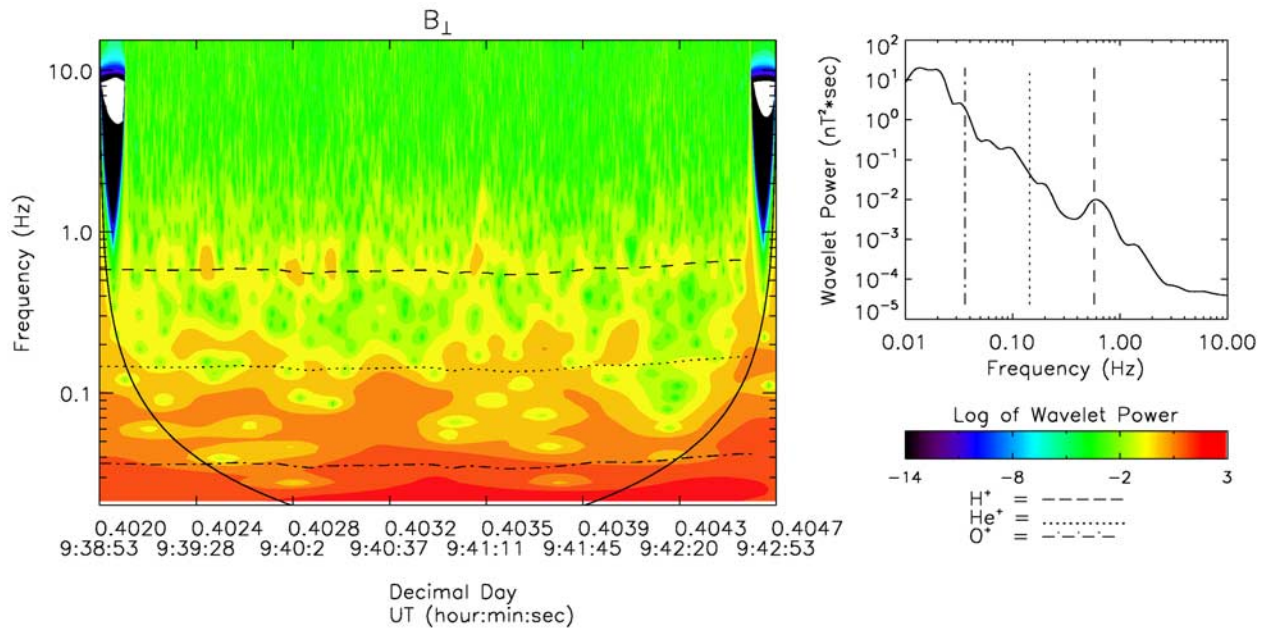 B⊥
10.0
1.0
0.1
Frequency (Hz)
0.4020 0.4024 0.4028 0.4032 0.4035 0.4039 0.4043 0.4047
9:38:53 9:39:28 9:40:2 9:40:37 9:41:11 9:41:45 9:42:20 9:42:53
Decimal Day
UT (hour:min:sec)
Wavelet Power (nT²*sec)
10²
10¹
10⁰
10⁻¹
10⁻²
10⁻³
10⁻⁴
10⁻⁵
0.01 0.10 1.00 10.00
Frequency (Hz)
Log of Wavelet Power
-14 -8 -2 3
H⁺ =
He⁺ =
O⁺ =